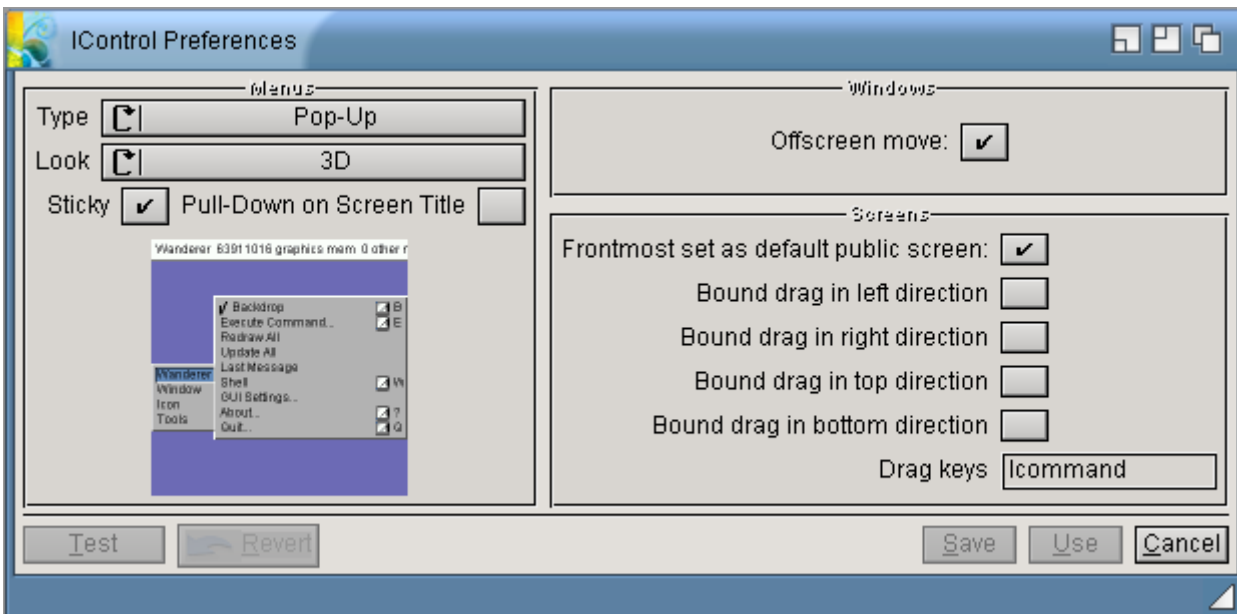 IControl Preferences
Menus
Type Pop-Up
Look 3D
Sticky Pull-Down on Screen Title
Wanderer 63911016 graphics mem 0 other
Backdrop B
Execute Command... E
Redraw All
Update All
Last Message
Shell W
GUI Settings...
About... ?
Quit... Q
Wanderer
Window
Icon
Tools
Windows
Offscreen move:
Screens
Frontmost set as default public screen:
Bound drag in left direction
Bound drag in right direction
Bound drag in top direction
Bound drag in bottom direction
Drag keys lcommand
Test Revert Save Use Cancel